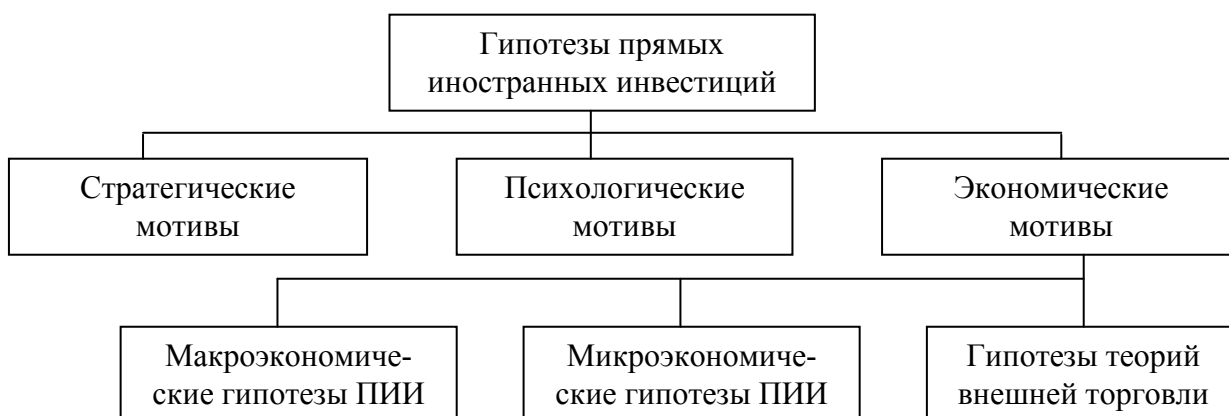 Гипотезы прямых
иностранных инвестиций
Стратегические
мотивы
Психологические
мотивы
Экономические
мотивы
Макроэкономиче-
ские гипотезы ПИИ
Микроэкономиче-
ские гипотезы ПИИ
Гипотезы теорий
внешней торговли